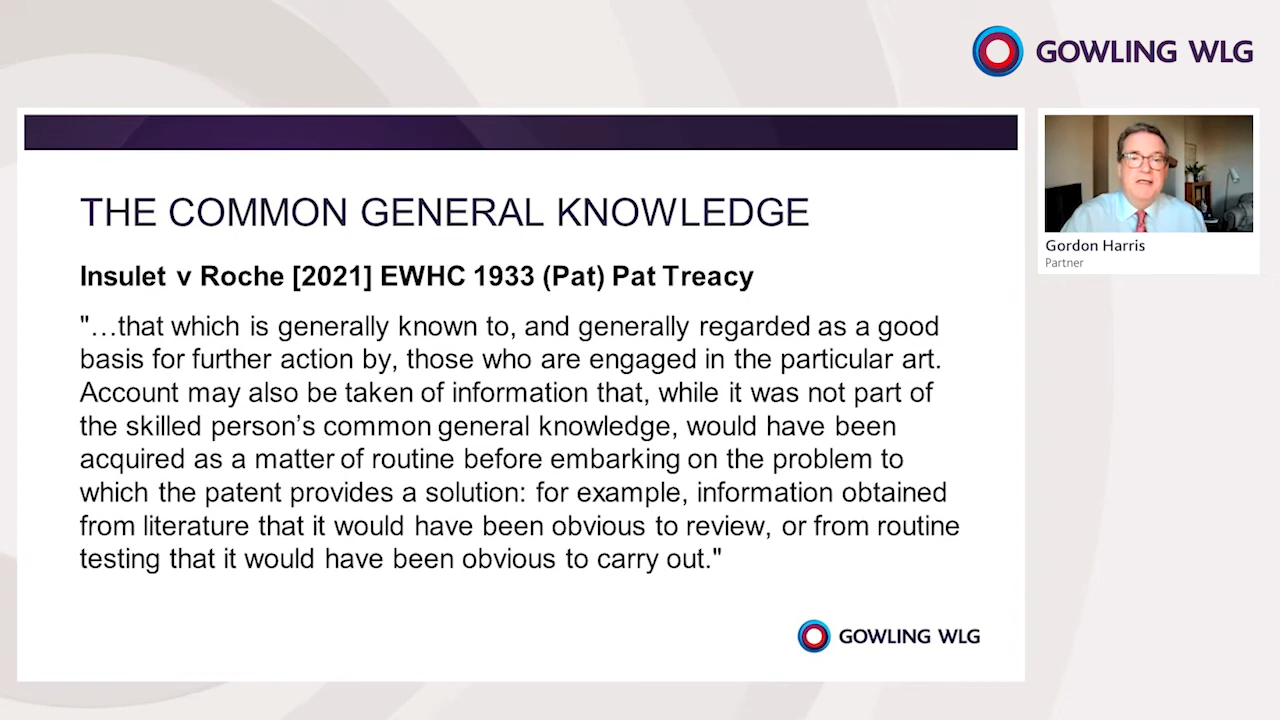 GOWLING WLG
THE COMMON GENERAL KNOWLEDGE
Insulet v Roche [2021] EWHC 1933 (Pat) Pat Treacy
"…that which is generally known to, and generally regarded as a good
basis for further action by, those who are engaged in the particular art.
Account may also be taken of information that, while it was not part of
the skilled person’s common general knowledge, would have been
acquired as a matter of routine before embarking on the problem to
which the patent provides a solution: for example, information obtained
from literature that it would have been obvious to review, or from routine
testing that it would have been obvious to carry out."
GOWLING WLG
Gordon Harris
Partner